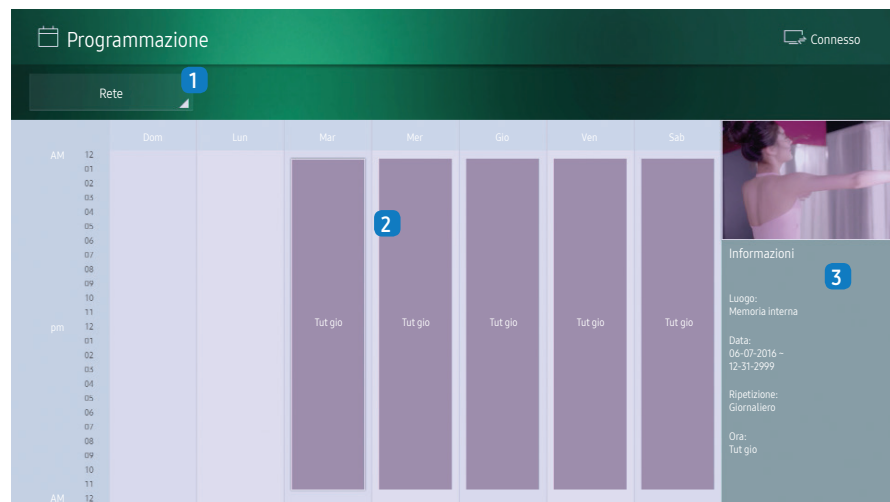 Programmazione
Connesso
1
Rete
Dom Lun Mar Mer Gio Ven Sab
AM 12
01
02
03
04
05
2
06
07
Informazioni
08
3
09
10
Luogo:
11
Memoria interna
Tut gio Tut gio Tut gio Tut gio Tut gio
pm 12
01
Data:
02
06-07-2016 ~
03
12-31-2999
04
05
Ripetizione:
Giornaliero
06
07
08
Ora:
09
Tut gio
10
11
AM 12